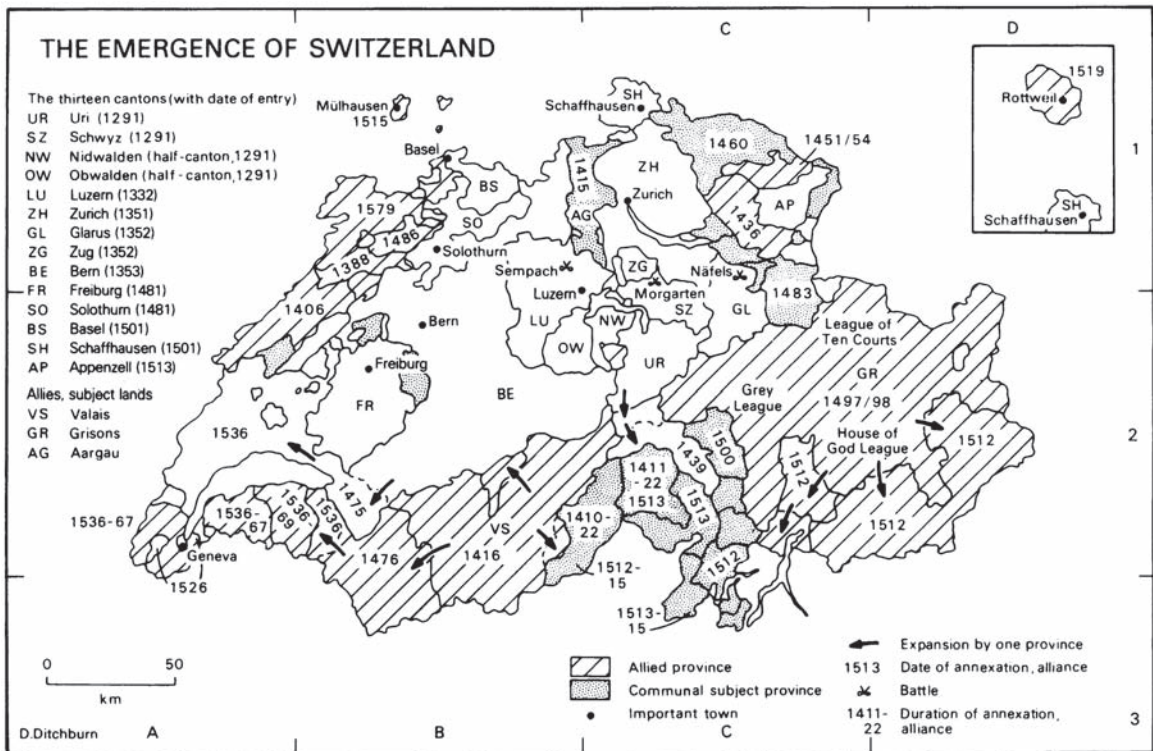 THE EMERGENCE OF SWITZERLAND
The thirteen cantons (with date of entry)
UR Uri (1291)
SZ Schwyz (1291)
NW Nidwalden (half-canton, 1291)
OW Obwalden (half-canton, 1291)
LU Luzern (1332)
ZH Zurich (1351)
GL Glarus (1352)
ZG Zug (1352)
BE Bern (1353)
FR Freiburg (1481)
SO Solothurn (1481)
BS Basel (1501)
SH Schaffhausen (1501)
AP Appenzell (1513)
Allies, subject lands
VS Valais
GR Grisons
AG Aargau
C
D
1
2
3
A
B
C
Mülhausen
1515
Basel
BS
SO
Solothurn
1579
1486
1388
1406
SH
Schaffhausen
1415
AG
ZH
Zurich
1460
1451/54
AP
1436
1519
Rottweil
SH
Schaffhausen
Sempach
Luzern
ZG
Morgarten
Näfels
1483
LU
NW
OW
SZ
GL
UR
Bern
Freiburg
FR
BE
League of
Ten Courts
GR
1497/98
Grey
League
House of
God League
1512
1512
1512
1500
1439
1411
-22
1513
1513
1410-
22
1512-
15
1512
1513-
15
1536
1475
1536
1536
69
1536-
67
1536-67
Geneva
1526
1476
1416
VS
0 50
km
Allied province
Communal subject province
Important town
Expansion by one province
1513 Date of annexation, alliance
Battle
1411- Duration of annexation,
22 alliance
D.Ditchburn